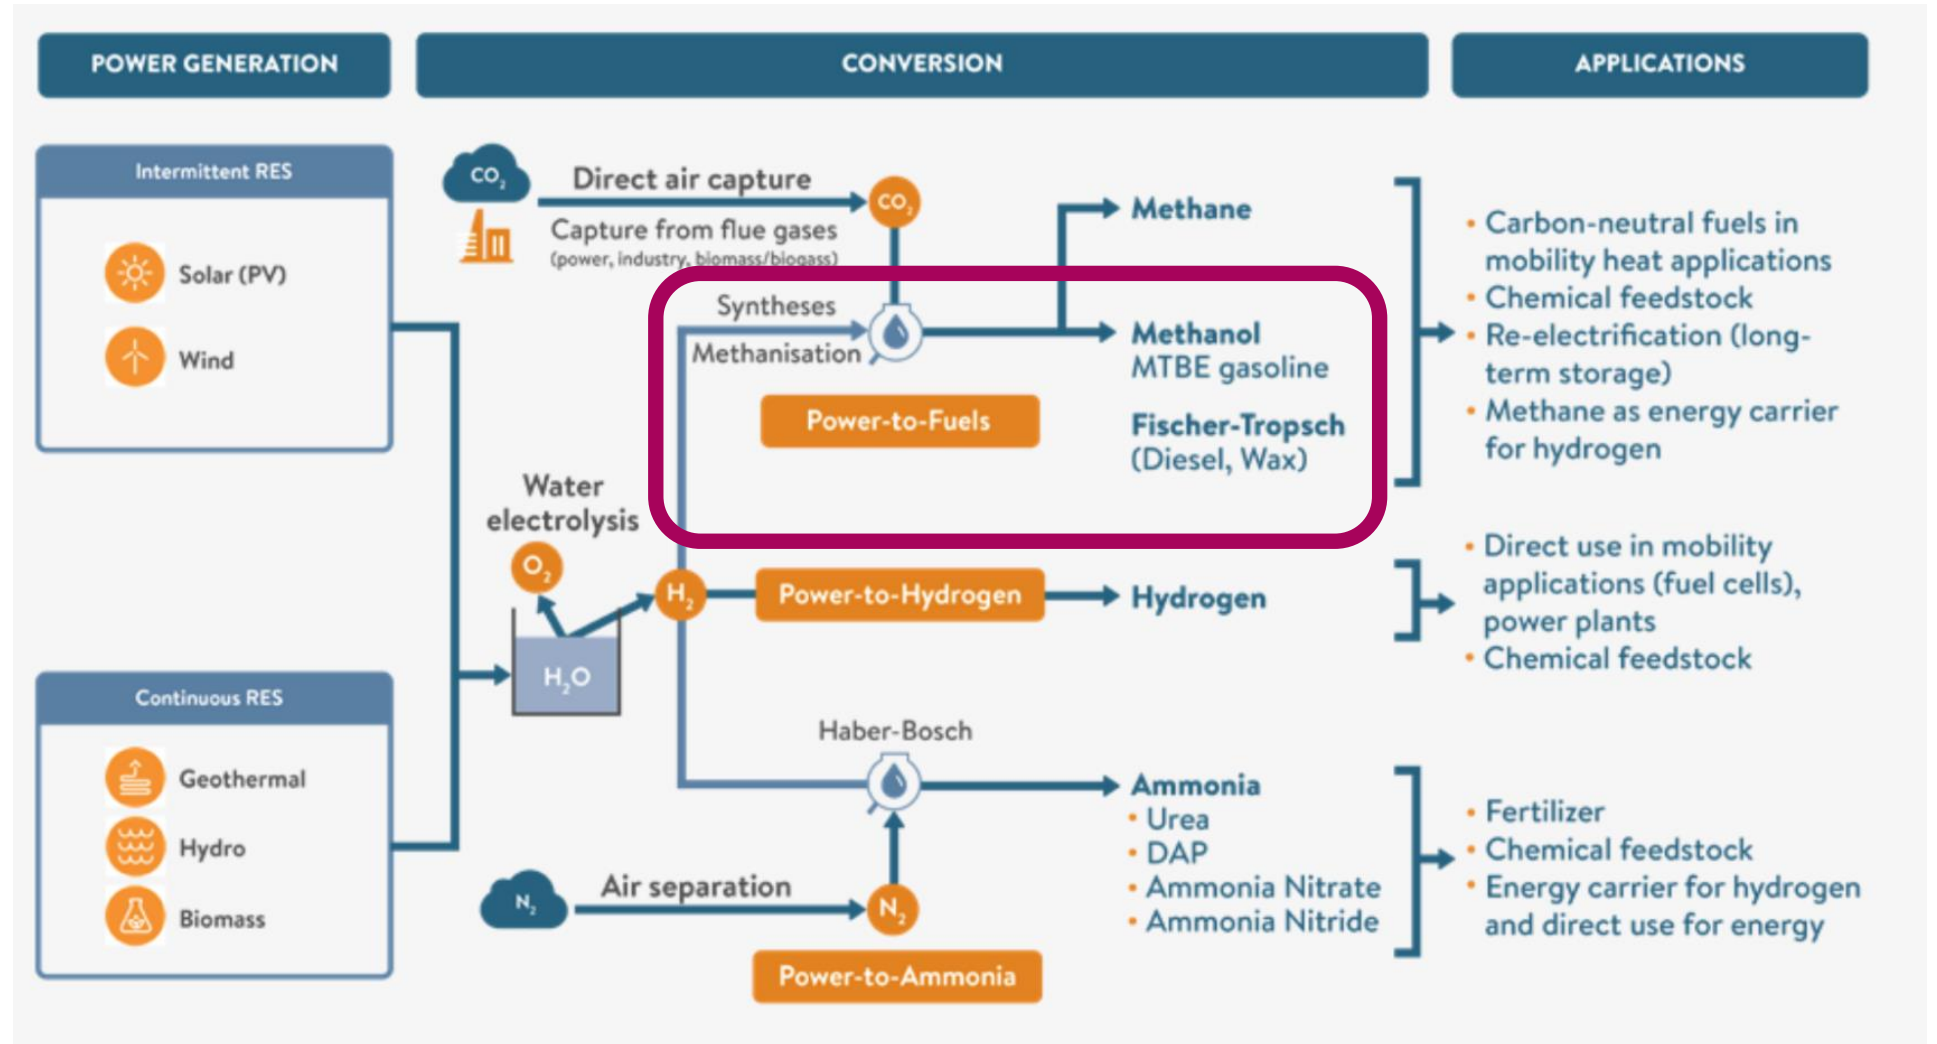 POWER GENERATION
CONVERSION
APPLICATIONS
Intermittent RES
Solar (PV)
Wind
Continuous RES
Geothermal
Hydro
Biomass
CO2
Direct air capture
Capture from flue gases
(power, industry, biomass/biogass)
CO2
Syntheses
Methanisation
Power-to-Fuels
Methane
Methanol
MTBE gasoline
Fischer-Tropsch
(Diesel, Wax)
• Carbon-neutral fuels in
mobility heat applications
• Chemical feedstock
• Re-electrification (long-
term storage)
• Methane as energy carrier
for hydrogen
Water
electrolysis
O2
H2O
H2
Power-to-Hydrogen
Hydrogen
• Direct use in mobility
applications (fuel cells),
power plants
• Chemical feedstock
Haber-Bosch
N2
Air separation
N2
Power-to-Ammonia
Ammonia
• Urea
• DAP
• Ammonia Nitrate
• Ammonia Nitride
• Fertilizer
• Chemical feedstock
• Energy carrier for hydrogen
and direct use for energy